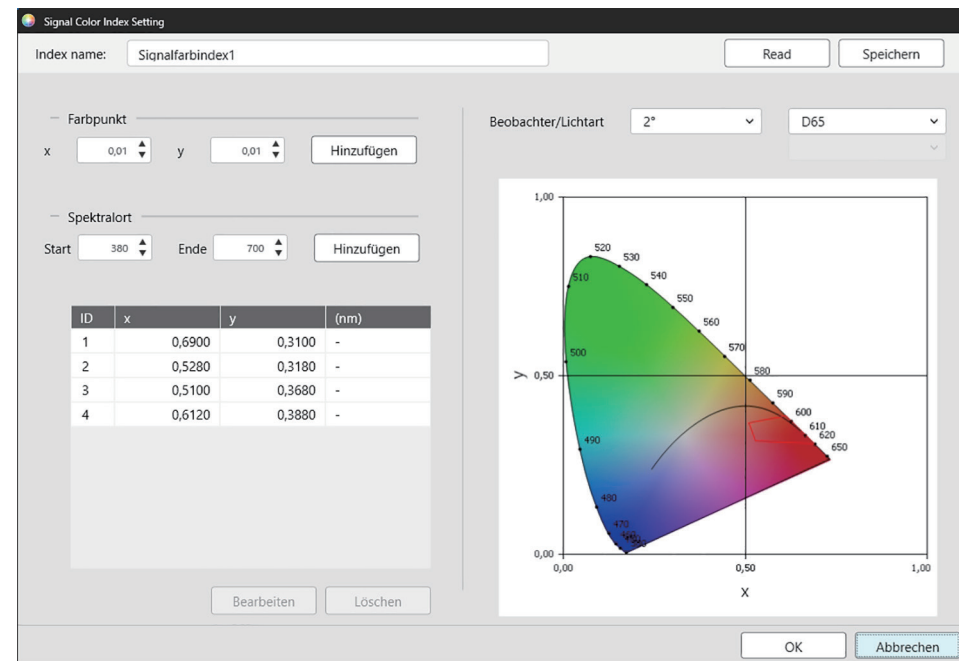 Signal Color Index Setting
Index name: Signalfarbindex1 Read Speichern
Farbpunkt
x 0,01 y 0,01 Hinzufügen
Spektralort
Start 380 Ende 700 Hinzufügen
ID x y (nm)
1 0,6900 0,3100 -
2 0,5280 0,3180 -
3 0,5100 0,3680 -
4 0,6120 0,3880 -
Bearbeiten Löschen
Beobachter/Lichtart 2° D65
1,00
520
530
510
540
550
560
570
500
580
y 0,50
590
600
610
620
490
650
480
470
0,00
0,00 0,50 1,00
x
OK Abbrechen